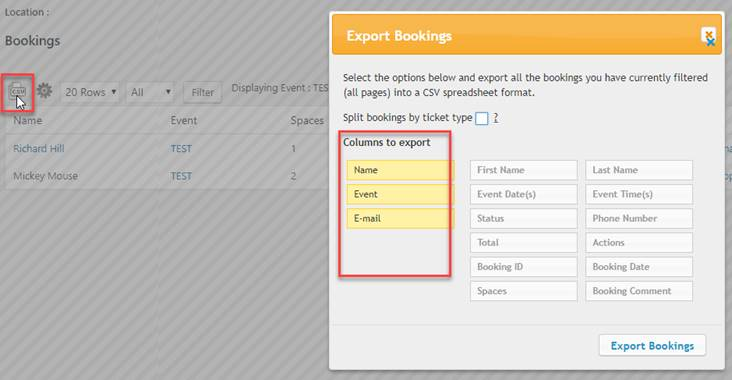 Location :
Bookings
CSV
20 Rows
All
Filter
Displaying Event : TES
Name
Event
Spaces
Richard Hill
TEST
1
Mickey Mouse
TEST
2
Export Bookings
Select the options below and export all the bookings you have currently filtered
(all pages) into a CSV spreadsheet format.
Split bookings by ticket type ?
Columns to export
Name
First Name
Last Name
Event
Event Date(s)
Event Time(s)
E-mail
Status
Phone Number
Total
Actions
Booking ID
Booking Date
Spaces
Booking Comment
Export Bookings